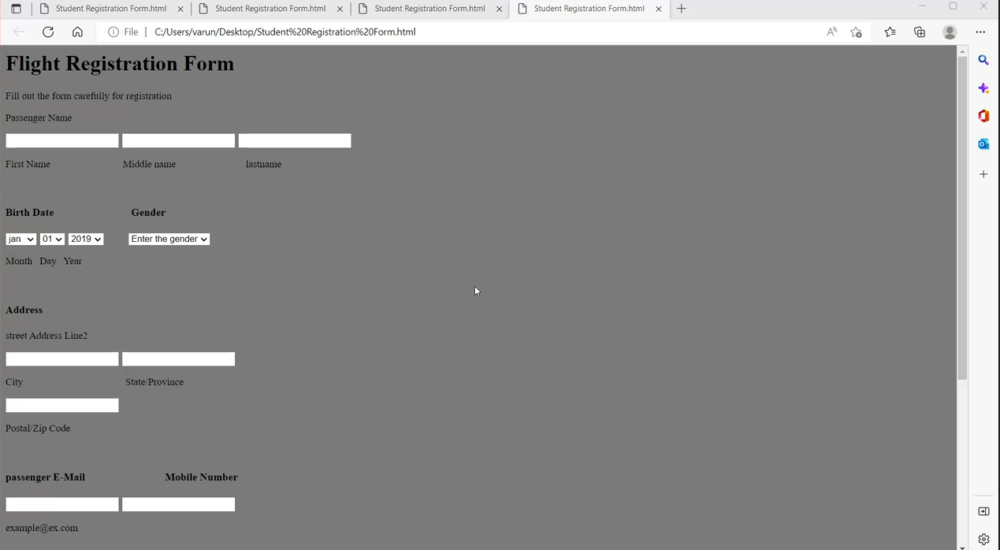 Student Registration Form.html Student Registration Form.html Student Registration Form.html Student Registration Form.html
File C:/Users/varun/Desktop/Student%20Registration%20Form.html
Flight Registration Form
Fill out the form carefully for registration
Passenger Name
First Name Middle name lastname
Birth Date Gender
jan 01 2019 Enter the gender
Month Day Year
Address
street Address Line2
City State/Province
Postal/Zip Code
passenger E-Mail Mobile Number
example@ex.com